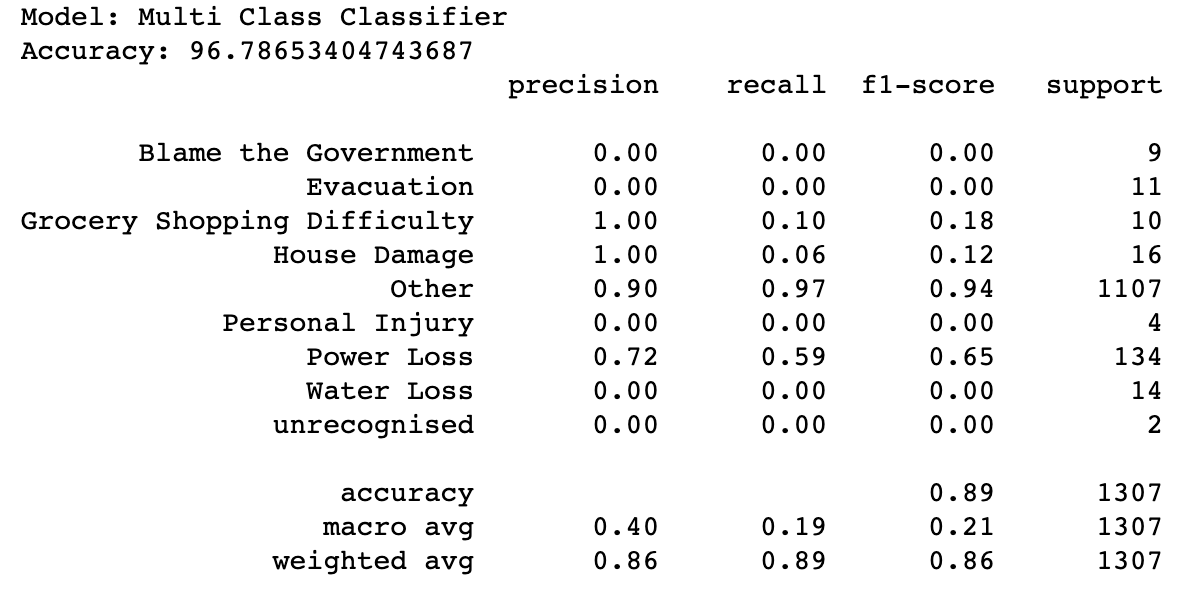 Model: Multi Class Classifier
Accuracy: 96.78653404743687
precision recall f1-score support
Blame the Government 0.00 0.00 0.00 9
Evacuation 0.00 0.00 0.00 11
Grocery Shopping Difficulty 1.00 0.10 0.18 10
House Damage 1.00 0.06 0.12 16
Other 0.90 0.97 0.94 1107
Personal Injury 0.00 0.00 0.00 4
Power Loss 0.72 0.59 0.65 134
Water Loss 0.00 0.00 0.00 14
unrecognised 0.00 0.00 0.00 2
accuracy 0.89 1307
macro avg 0.40 0.19 0.21 1307
weighted avg 0.86 0.89 0.86 1307